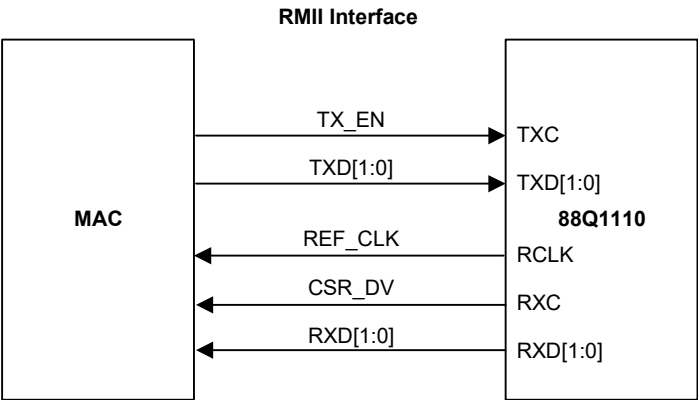 RMII Interface
TX_EN
TXC
TXD[1:0]
TXD[1:0]
MAC
88Q1110
REF_CLK
RCLK
CSR_DV
RXC
RXD[1:0]
RXD[1:0]